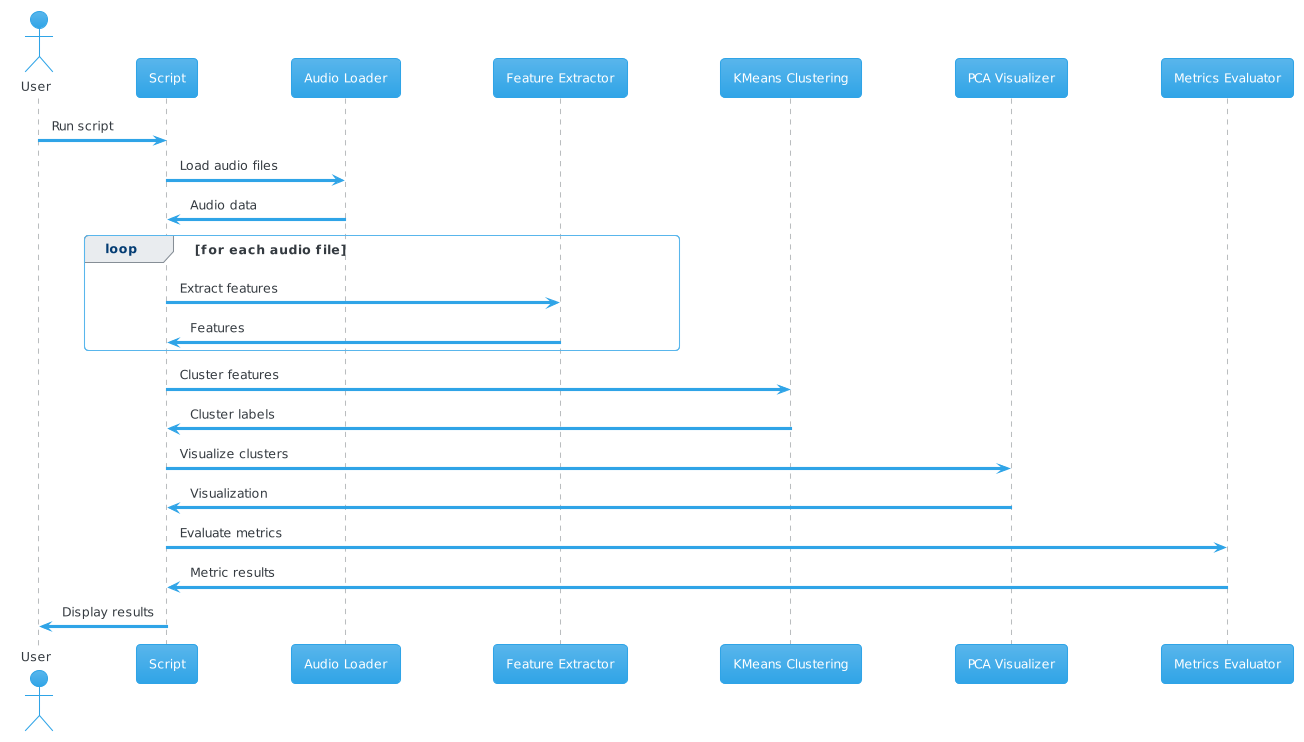 User
Script
Audio Loader
Feature Extractor
KMeans Clustering
PCA Visualizer
Metrics Evaluator
Run script
Load audio files
Audio data
loop
[for each audio file]
Extract features
Features
Cluster features
Cluster labels
Visualize clusters
Visualization
Evaluate metrics
Metric results
Display results
User
Script
Audio Loader
Feature Extractor
KMeans Clustering
PCA Visualizer
Metrics Evaluator